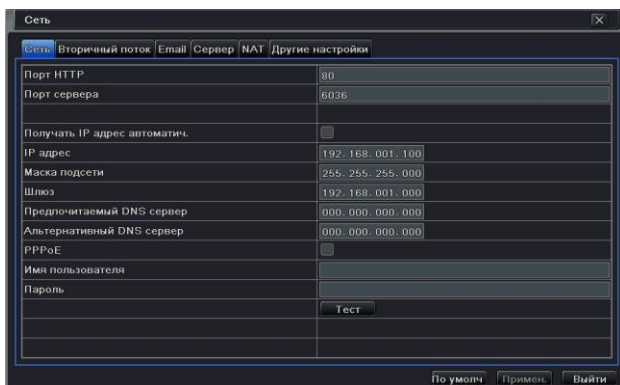 Сеть
Сеть Вторичный поток Email Сервер NAT Другие настройки
Порт HTTP 80
Порт сервера 6036
Получать IP адрес автоматич.
IP адрес 192. 168. 001. 100
Маска подсети 255. 255. 255. 000
Шлюз 192. 168. 001. 000
Предпочитаемый DNS сервер 000. 000. 000. 000
Альтернативный DNS сервер 000. 000. 000. 000
PPPoE
Имя пользователя
Пароль
Тест
По умолч Примен. Выйти